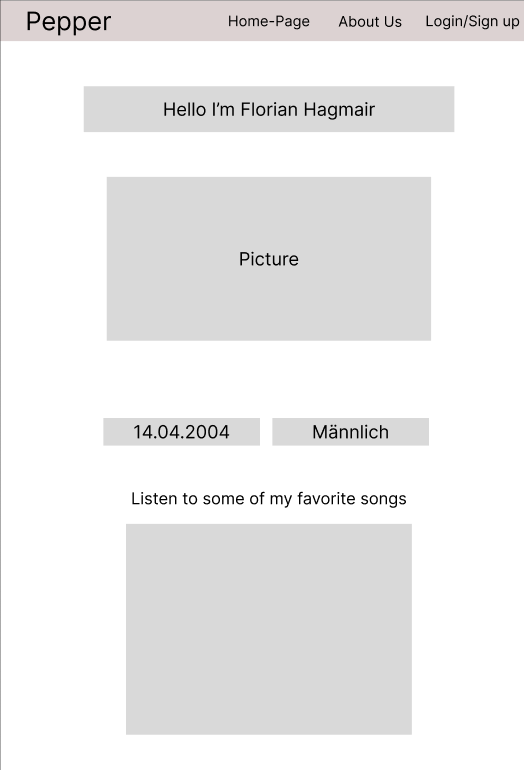 Pepper Home-Page About Us Login/Sign up
Hello I’m Florian Hagmair
Picture
14.04.2004 Männlich
Listen to some of my favorite songs